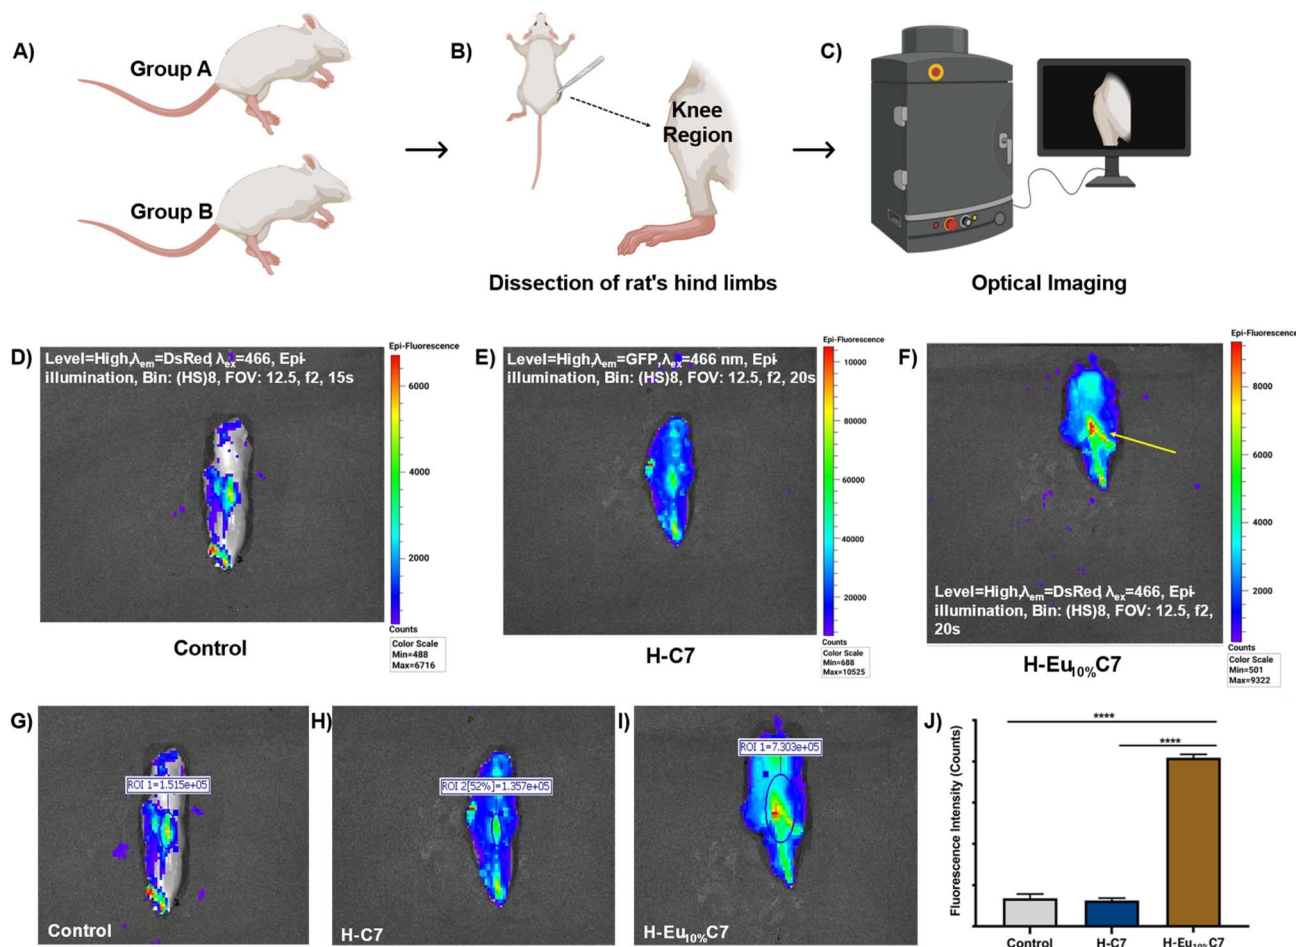 A)
Group A
Group B
B)
Knee
Region
Dissection of rat's hind limbs
C)
Optical Imaging
D)
Level=High,λem=DsRed, λex=466, Epi-
illumination, Bin: (HS)8, FOV: 12.5, f2, 15s
Epi-Fluorescence
6000
4000
2000
Counts
Color Scale
Min=488
Max=6716
Control
E)
Level=High,λem=GFP,λex=466 nm, Epi-
illumination, Bin: (HS)8, FOV: 12.5, f2, 20s
Epi-Fluorescence
10000
80000
60000
40000
20000
Counts
Color Scale
Min=688
Max=10525
H-C7
F)
Level=High,λem=DsRed, λex=466, Epi-
illumination, Bin: (HS)8, FOV: 12.5, f2,
20s
Epi-Fluorescence
8000
6000
4000
2000
Counts
Color Scale
Min=501
Max=9322
H-Eu10%C7
G)
ROI 1=1.515e+05
Control
H)
ROI 2[52%]=1.357e+05
H-C7
I)
ROI 1=7.303e+05
H-Eu10%C7
J)
Fluorescence Intensity (Counts)
****
****
Control
H-C7
H-Eu10%C7